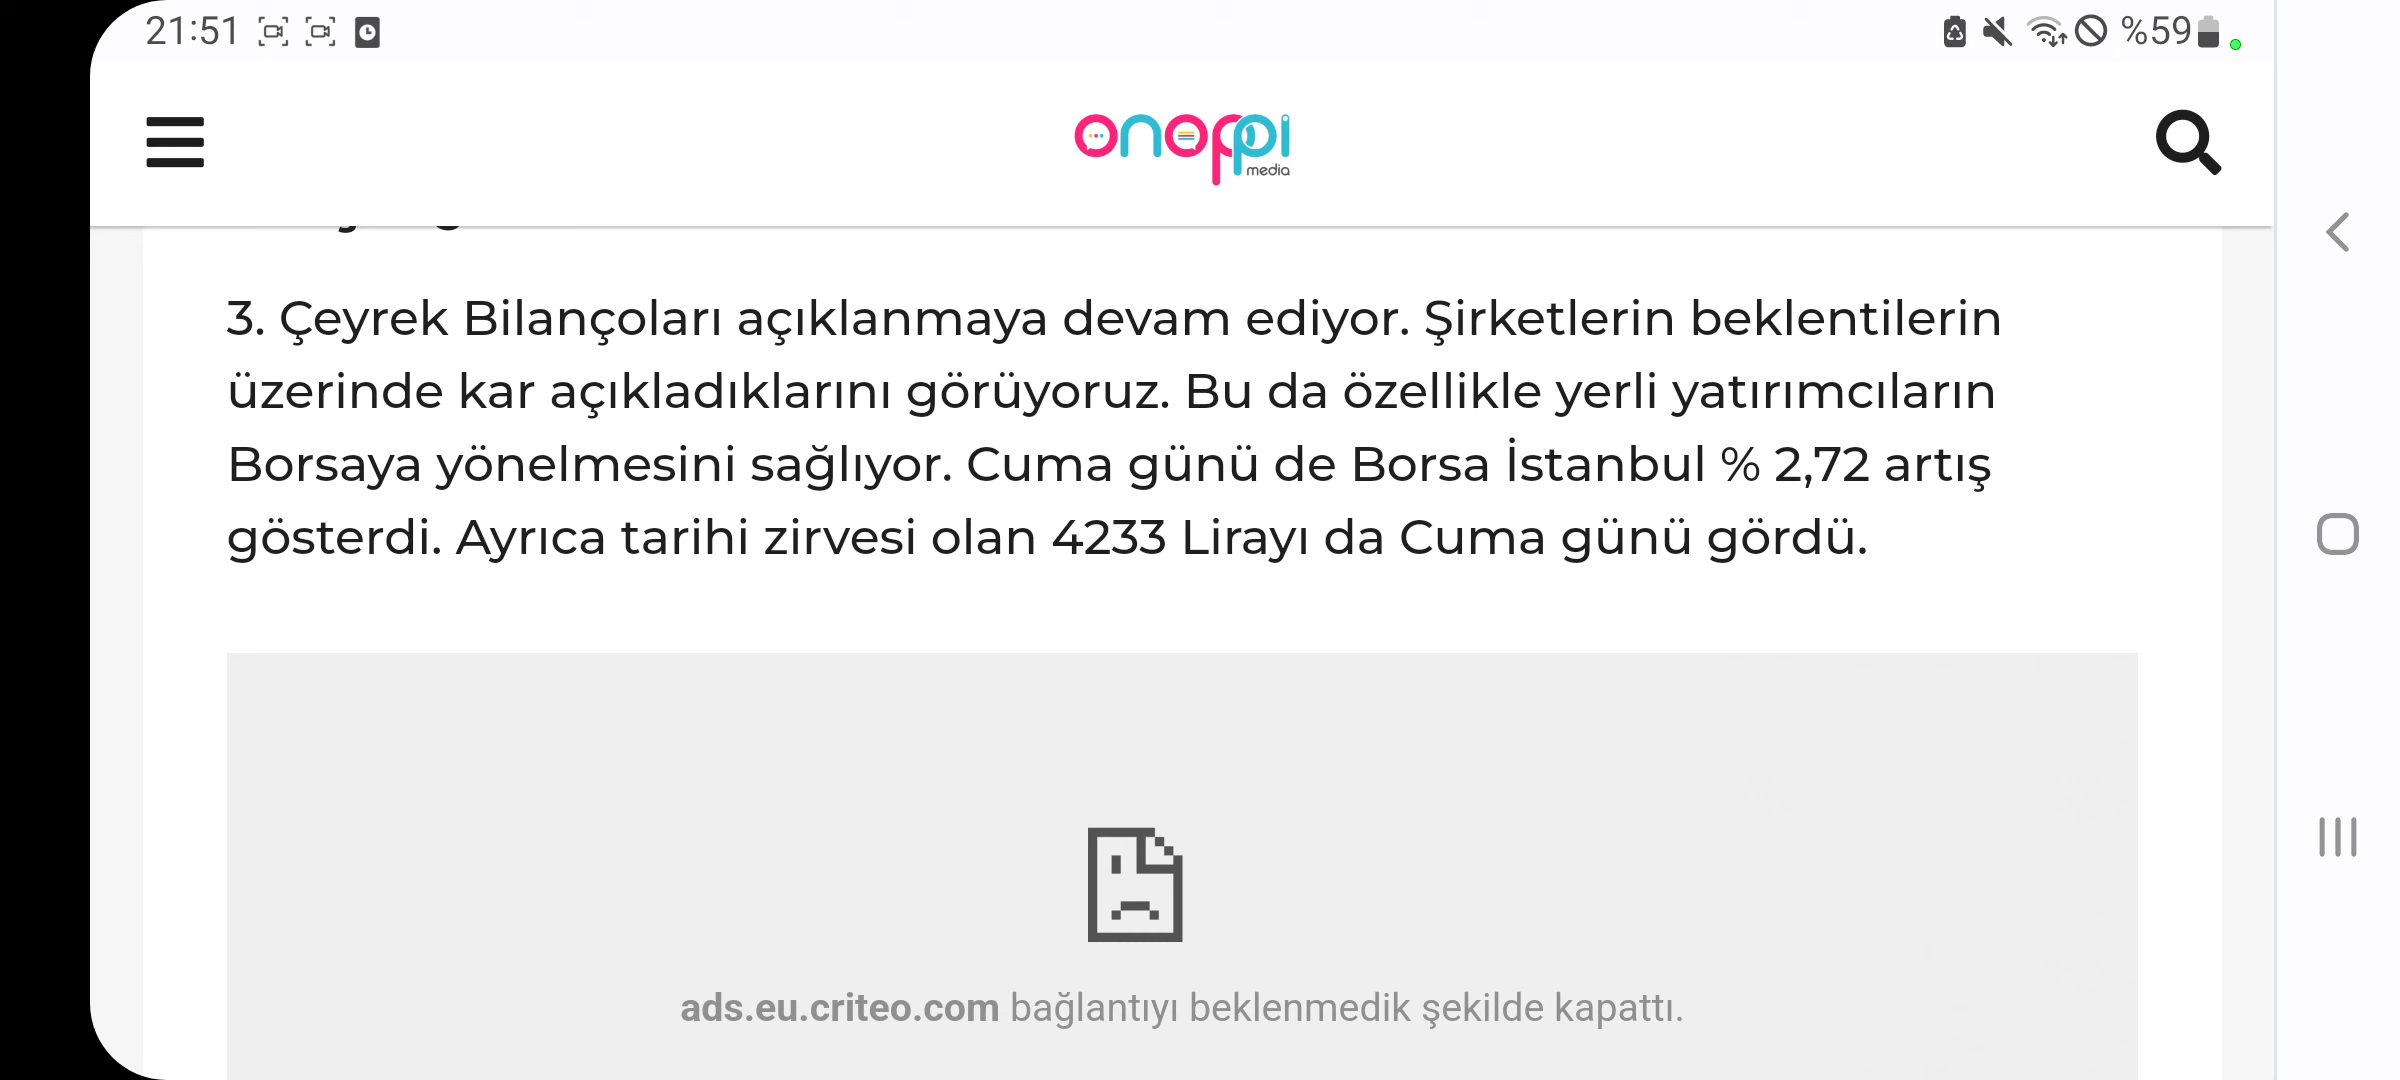 21:51
%59
onoppi
media
3. Çeyrek Bilançoları açıklanmaya devam ediyor. Şirketlerin beklentilerin
üzerinde kar açıkladıklarını görüyoruz. Bu da özellikle yerli yatırımcıların
Borsaya yönelmesini sağlıyor. Cuma günü de Borsa İstanbul % 2,72 artış
gösterdi. Ayrıca tarihi zirvesi olan 4233 Lirayı da Cuma günü gördü.
ads.eu.criteo.com bağlantıyı beklenmedik şekilde kapattı.